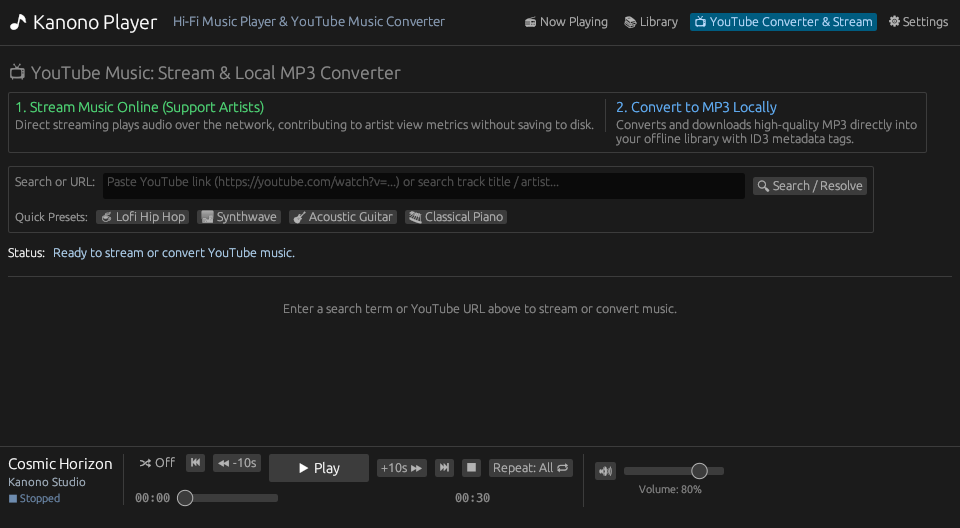 Kanono Player
Hi-Fi Music Player & YouTube Music Converter
Now Playing
Library
YouTube Converter & Stream
Settings
YouTube Music: Stream & Local MP3 Converter
1. Stream Music Online (Support Artists)
Direct streaming plays audio over the network, contributing to artist view metrics without saving to disk.
2. Convert to MP3 Locally
Converts and downloads high-quality MP3 directly into
your offline library with ID3 metadata tags.
Search or URL:
Paste YouTube link (https://youtube.com/watch?v=...) or search track title / artist...
Search / Resolve
Quick Presets:
Lofi Hip Hop
Synthwave
Acoustic Guitar
Classical Piano
Status: Ready to stream or convert YouTube music.
Enter a search term or YouTube URL above to stream or convert music.
Cosmic Horizon
Kanono Studio
Stopped
Off
-10s
Play
+10s
Repeat: All
00:00
00:30
Volume: 80%